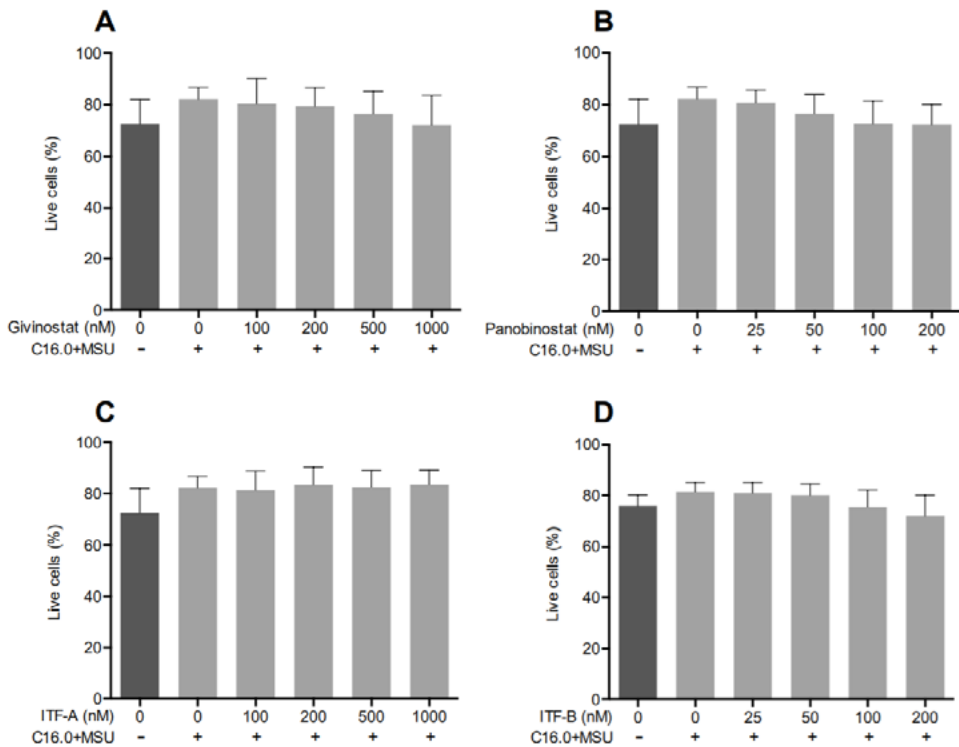 A
100
80
60
40
20
0
Live cells (%)
Givinostat (nM) 0 0 100 200 500 1000
C16.0+MSU - + + + + +
B
100
80
60
40
20
0
Live cells (%)
Panobinostat (nM) 0 0 25 50 100 200
C16.0+MSU - + + + + +
C
100
80
60
40
20
0
Live cells (%)
ITF-A (nM) 0 0 100 200 500 1000
C16.0+MSU - + + + + +
D
100
80
60
40
20
0
Live cells (%)
ITF-B (nM) 0 0 25 50 100 200
C16.0+MSU - + + + + +